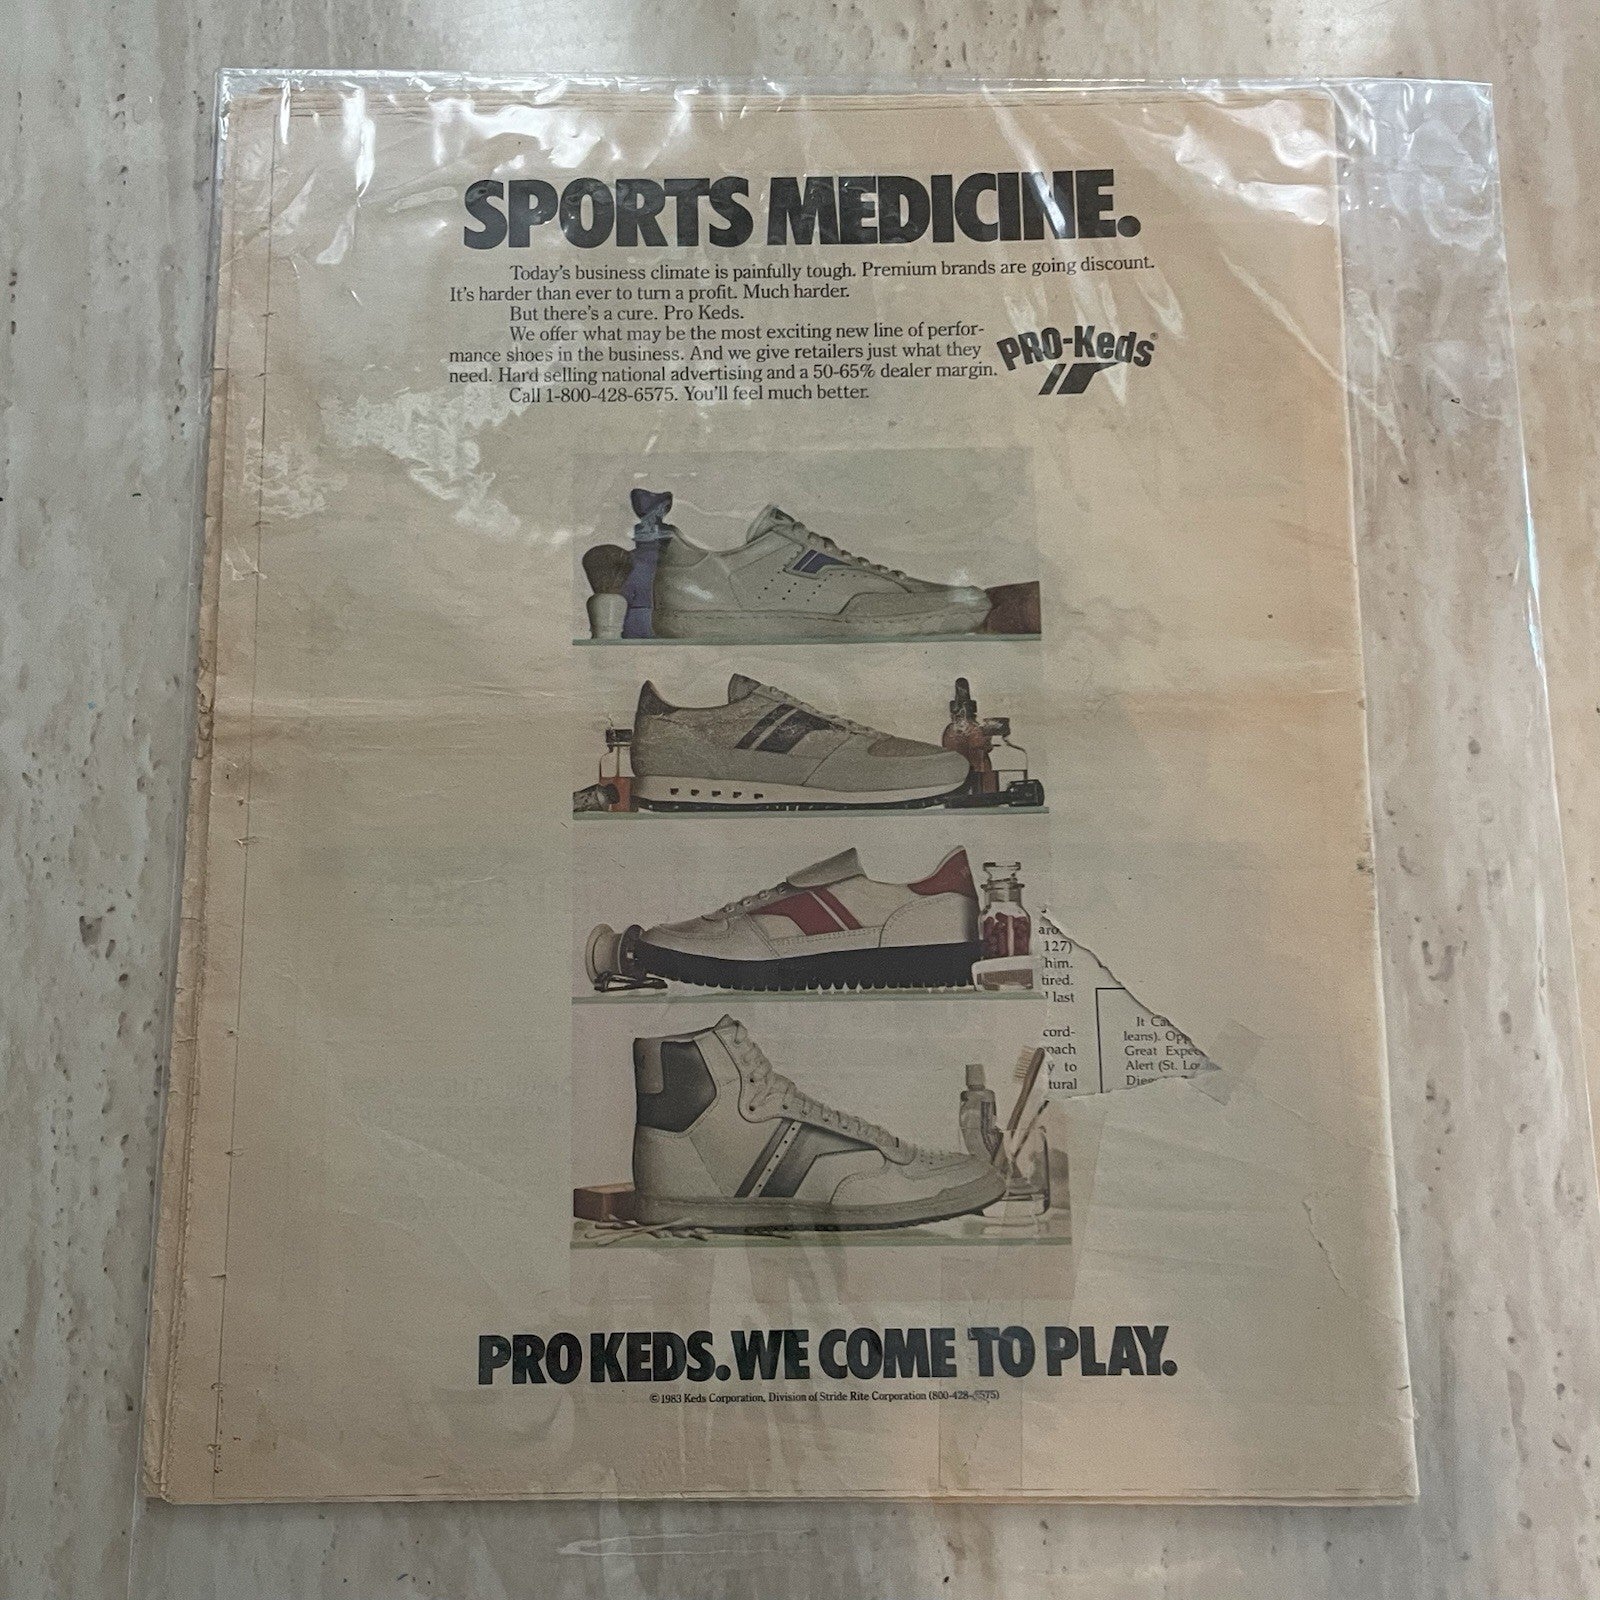 SPORTS MEDICINE.
Today's business climate is painfully tough. Premium brands are going discount.
It's harder than ever to turn a profit. Much harder.
But there's a cure. Pro Keds.
We offer what may be the most exciting new line of perfor-
mance shoes in the business. And we give retailers just what they
need. Hard selling national advertising and a 50-65% dealer margin.
Call 1-800-428-6575. You'll feel much better.
PRO-Keds®
127)
him.
tired.
last
cord-
oach
y to
tural
It
leans).
Great
Alert (St.
PRO KEDS. WE COME TO PLAY.
© 1983 Keds Corporation, Division of Stride Rite Corporation (800-428-6575)